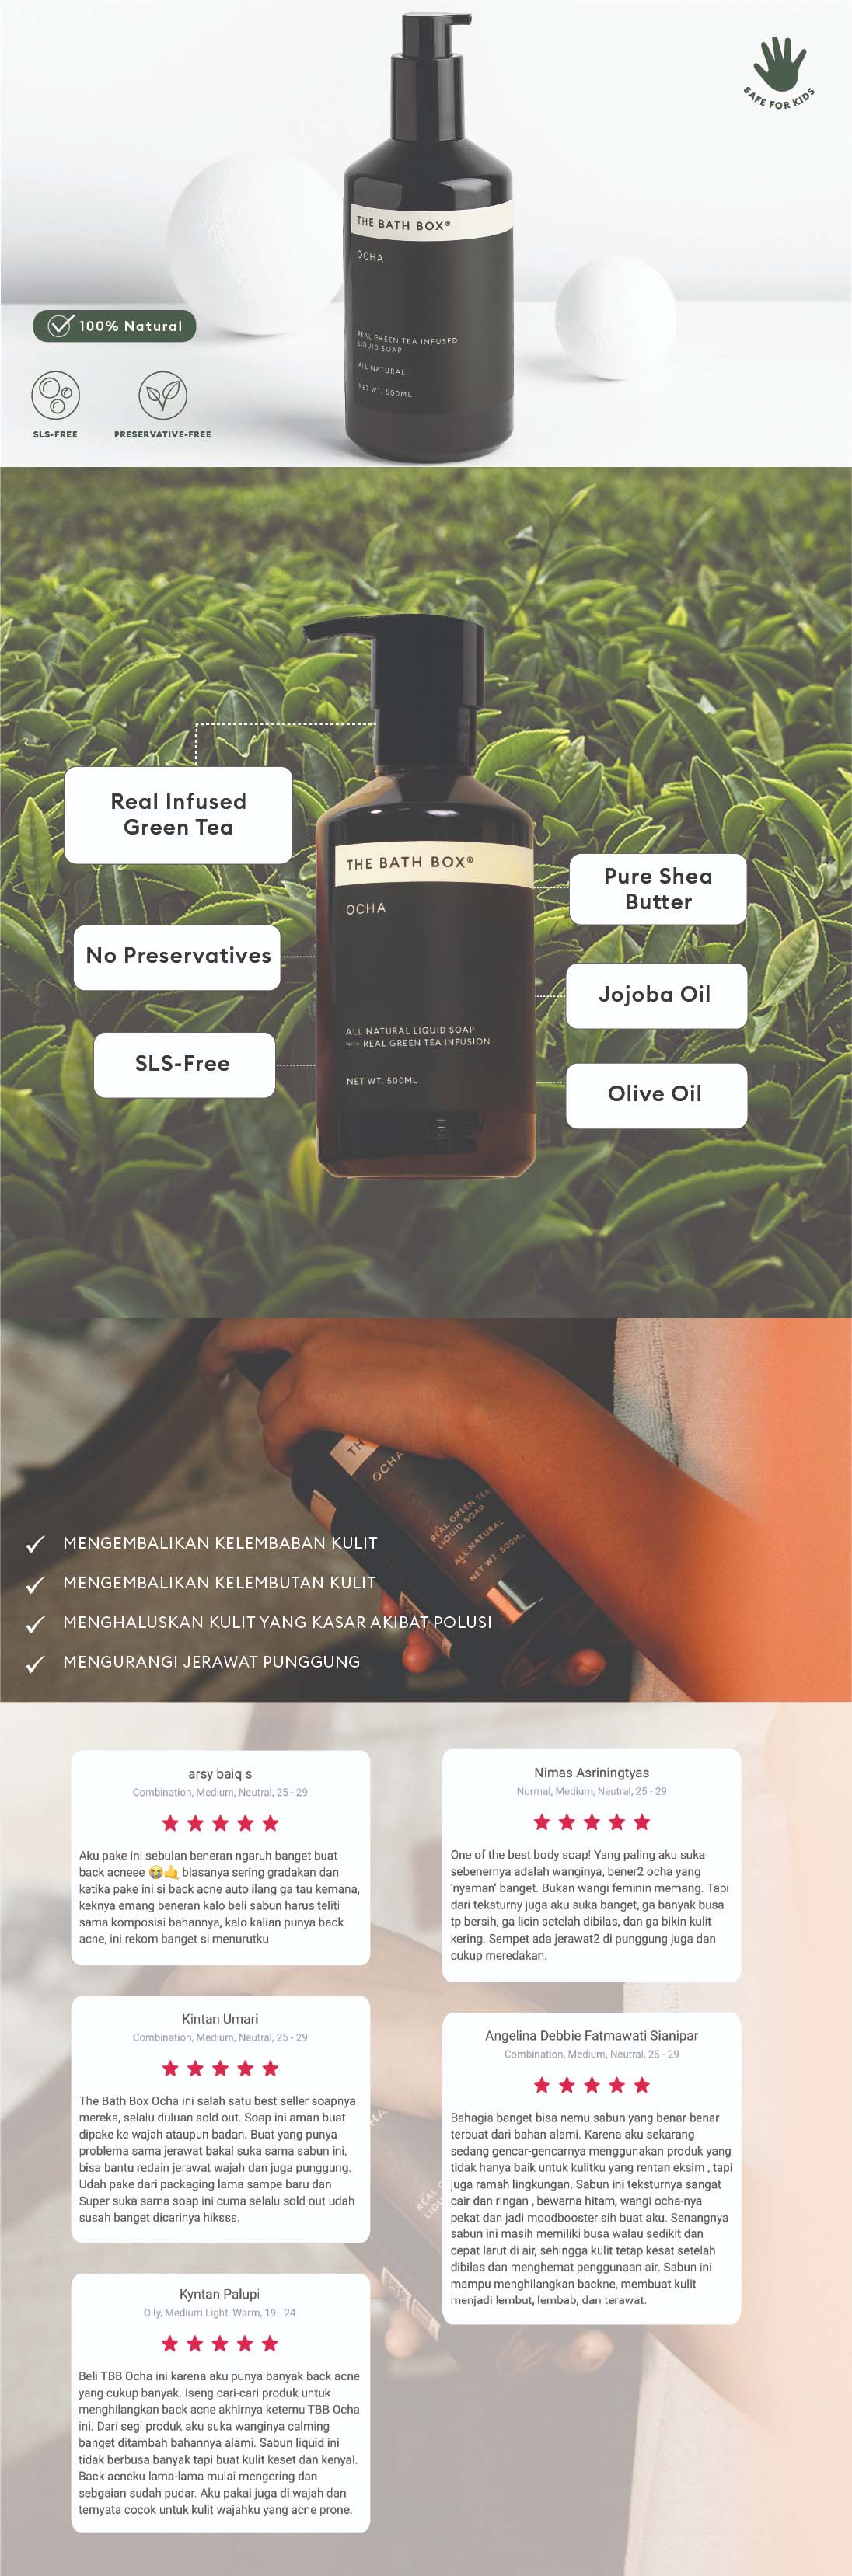 SAFE FOR KIDS
THE BATH BOX®
OCHA
REAL GREEN TEA INFUSED
LIQUID SOAP
ALL NATURAL
NET WT. 500ML
100% Natural
SLS-FREE
PRESERVATIVE-FREE
Real Infused
Green Tea
No Preservatives
SLS-Free
THE BATH BOX®
OCHA
ALL NATURAL LIQUID SOAP
WITH REAL GREEN TEA INFUSION
NET WT. 500ML
Pure Shea
Butter
Jojoba Oil
Olive Oil
TH
OCHA
REAL GREEN TEA
LIQUID SOAP
ALL NATURAL
NET WT. 500ML
MENGEMBALIKAN KELEMBABAN KULIT
MENGEMBALIKAN KELEMBUTAN KULIT
MENGHALUSKAN KULIT YANG KASAR AKIBAT POLUSI
MENGURANGI JERAWAT PUNGGUNG
arsy baiq s
Combination, Medium, Neutral, 25 - 29
Aku pake ini sebulan beneran ngaruh banget buat
back acneee 😭🤙 biasanya sering gradakan dan
ketika pake ini si back acne auto ilang ga tau kemana,
keknya emang beneran kalo beli sabun harus teliti
sama komposisi bahannya, kalo kalian punya back
acne, ini rekom banget si menurutku
Nimas Asriningtyas
Normal, Medium, Neutral, 25 - 29
One of the best body soap! Yang paling aku suka
sebenernya adalah wanginya, bener2 ocha yang
'nyaman' banget. Bukan wangi feminin memang. Tapi
dari teksturny juga aku suka banget, ga banyak busa
tp bersih, ga licin setelah dibilas, dan ga bikin kulit
kering. Sempet ada jerawat2 di punggung juga dan
cukup meredakan.
Kintan Umari
Combination, Medium, Neutral, 25 - 29
The Bath Box Ocha ini salah satu best seller soapnya
mereka, selalu duluan sold out. Soap ini aman buat
dipake ke wajah ataupun badan. Buat yang punya
problema sama jerawat bakal suka sama sabun ini,
bisa bantu redain jerawat wajah dan juga punggung.
Udah pake dari packaging lama sampe baru dan
Super suka sama soap ini cuma selalu sold out udah
susah banget dicarinya hiksss.
Angelina Debbie Fatmawati Sianipar
Combination, Medium, Neutral, 25 - 29
Bahagia banget bisa nemu sabun yang benar-benar
terbuat dari bahan alami. Karena aku sekarang
sedang gencar-gencarnya menggunakan produk yang
tidak hanya baik untuk kulitku yang rentan eksim , tapi
juga ramah lingkungan. Sabun ini teksturnya sangat
cair dan ringan , bewarna hitam, wangi ocha-nya
pekat dan jadi moodbooster sih buat aku. Senangnya
sabun ini masih memiliki busa walau sedikit dan
cepat larut di air, sehingga kulit tetap kesat setelah
dibilas dan menghemat penggunaan air. Sabun ini
mampu menghilangkan backne, membuat kulit
menjadi lembut, lembab, dan terawat.
Kyntan Palupi
Oily, Medium Light, Warm, 19 - 24
Beli TBB Ocha ini karena aku punya banyak back acne
yang cukup banyak. Iseng cari-cari produk untuk
menghilangkan back acne akhirnya ketemu TBB Ocha
ini. Dari segi produk aku suka wanginya calming
banget ditambah bahannya alami. Sabun liquid ini
tidak berbusa banyak tapi buat kulit keset dan kenyal.
Back acneku lama-lama mulai mengering dan
sebgaian sudah pudar. Aku pakai juga di wajah dan
ternyata cocok untuk kulit wajahku yang acne prone.